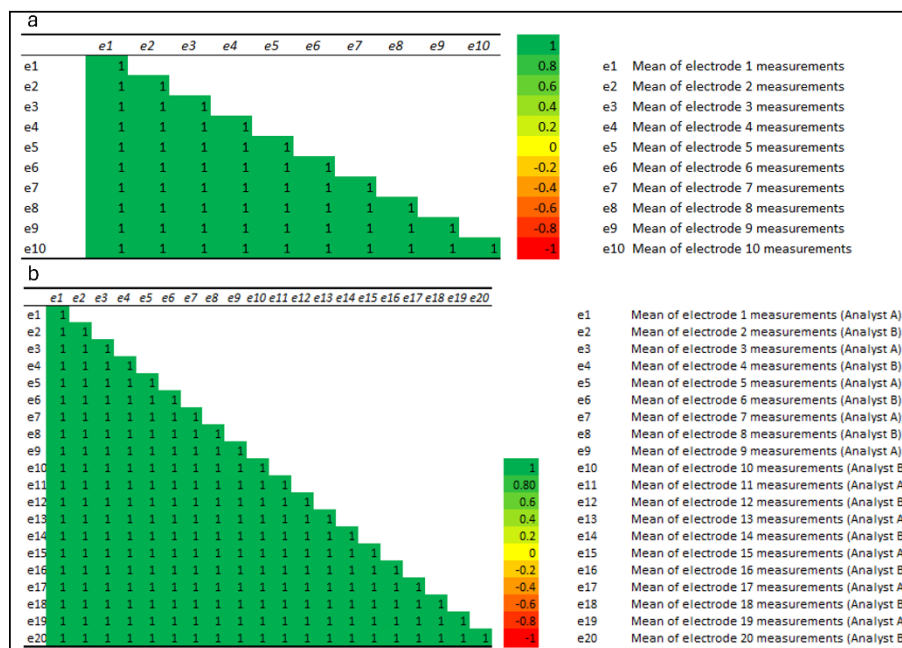 a
e1 e2 e3 e4 e5 e6 e7 e8 e9 e10 1
e1 1 0.8 e1 Mean of electrode 1 measurements
e2 1 1 0.6 e2 Mean of electrode 2 measurements
e3 1 1 1 0.4 e3 Mean of electrode 3 measurements
e4 1 1 1 1 0.2 e4 Mean of electrode 4 measurements
e5 1 1 1 1 1 0 e5 Mean of electrode 5 measurements
e6 1 1 1 1 1 1 -0.2 e6 Mean of electrode 6 measurements
e7 1 1 1 1 1 1 1 -0.4 e7 Mean of electrode 7 measurements
e8 1 1 1 1 1 1 1 1 -0.6 e8 Mean of electrode 8 measurements
e9 1 1 1 1 1 1 1 1 1 -0.8 e9 Mean of electrode 9 measurements
e10 1 1 1 1 1 1 1 1 1 1 -1 e10 Mean of electrode 10 measurements
b
e1 e2 e3 e4 e5 e6 e7 e8 e9 e10 e11 e12 e13 e14 e15 e16 e17 e18 e19 e20
e1 1 e1 Mean of electrode 1 measurements (Analyst A)
e2 1 1 e2 Mean of electrode 2 measurements (Analyst B)
e3 1 1 1 e3 Mean of electrode 3 measurements (Analyst A)
e4 1 1 1 1 e4 Mean of electrode 4 measurements (Analyst B)
e5 1 1 1 1 1 e5 Mean of electrode 5 measurements (Analyst A)
e6 1 1 1 1 1 1 e6 Mean of electrode 6 measurements (Analyst B)
e7 1 1 1 1 1 1 1 e7 Mean of electrode 7 measurements (Analyst A)
e8 1 1 1 1 1 1 1 1 e8 Mean of electrode 8 measurements (Analyst B)
e9 1 1 1 1 1 1 1 1 1 e9 Mean of electrode 9 measurements (Analyst A)
e10 1 1 1 1 1 1 1 1 1 1 1 e10 Mean of electrode 10 measurements (Analyst B
e11 1 1 1 1 1 1 1 1 1 1 1 0.80 e11 Mean of electrode 11 measurements (Analyst A
e12 1 1 1 1 1 1 1 1 1 1 1 1 0.6 e12 Mean of electrode 12 measurements (Analyst B
e13 1 1 1 1 1 1 1 1 1 1 1 1 1 0.4 e13 Mean of electrode 13 measurements (Analyst A
e14 1 1 1 1 1 1 1 1 1 1 1 1 1 1 0.2 e14 Mean of electrode 14 measurements (Analyst B
e15 1 1 1 1 1 1 1 1 1 1 1 1 1 1 1 0 e15 Mean of electrode 15 measurements (Analyst A
e16 1 1 1 1 1 1 1 1 1 1 1 1 1 1 1 1 -0.2 e16 Mean of electrode 16 measurements (Analyst B
e17 1 1 1 1 1 1 1 1 1 1 1 1 1 1 1 1 1 -0.4 e17 Mean of electrode 17 measurements (Analyst A
e18 1 1 1 1 1 1 1 1 1 1 1 1 1 1 1 1 1 1 -0.6 e18 Mean of electrode 18 measurements (Analyst B
e19 1 1 1 1 1 1 1 1 1 1 1 1 1 1 1 1 1 1 1 -0.8 e19 Mean of electrode 19 measurements (Analyst A
e20 1 1 1 1 1 1 1 1 1 1 1 1 1 1 1 1 1 1 1 1 -1 e20 Mean of electrode 20 measurements (Analyst B